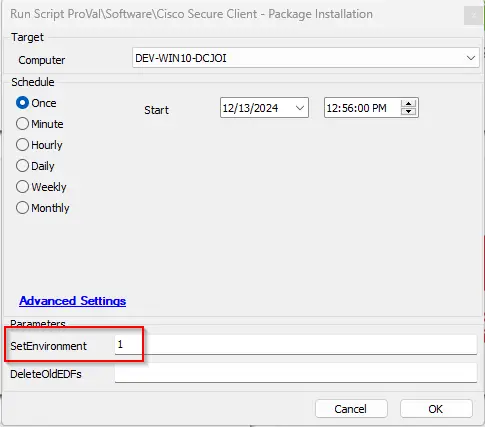 Run Script ProVal\Software\Cisco Secure Client - Package Installation
Target
Computer DEV-WIN10-DCJOI
Schedule
Once Start 12/13/2024 12:56:00 PM
Minute
Hourly
Daily
Weekly
Monthly
Advanced Settings
Parameters
SetEnvironment 1
DeleteOldEDFs
Cancel OK